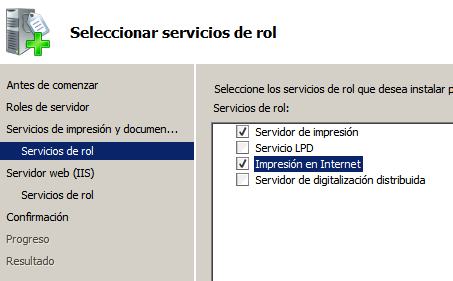 Seleccionar servicios de rol
Antes de comenzar
Roles de servidor
Servicios de impresión y documen...
Servicios de rol
Servidor web (IIS)
Servicios de rol
Confirmación
Progreso
Resultado
Seleccione los servicios de rol que desea instalar p
Servicios de rol:
Servidor de impresión
Servicio LPD
Impresión en Internet
Servidor de digitalización distribuida